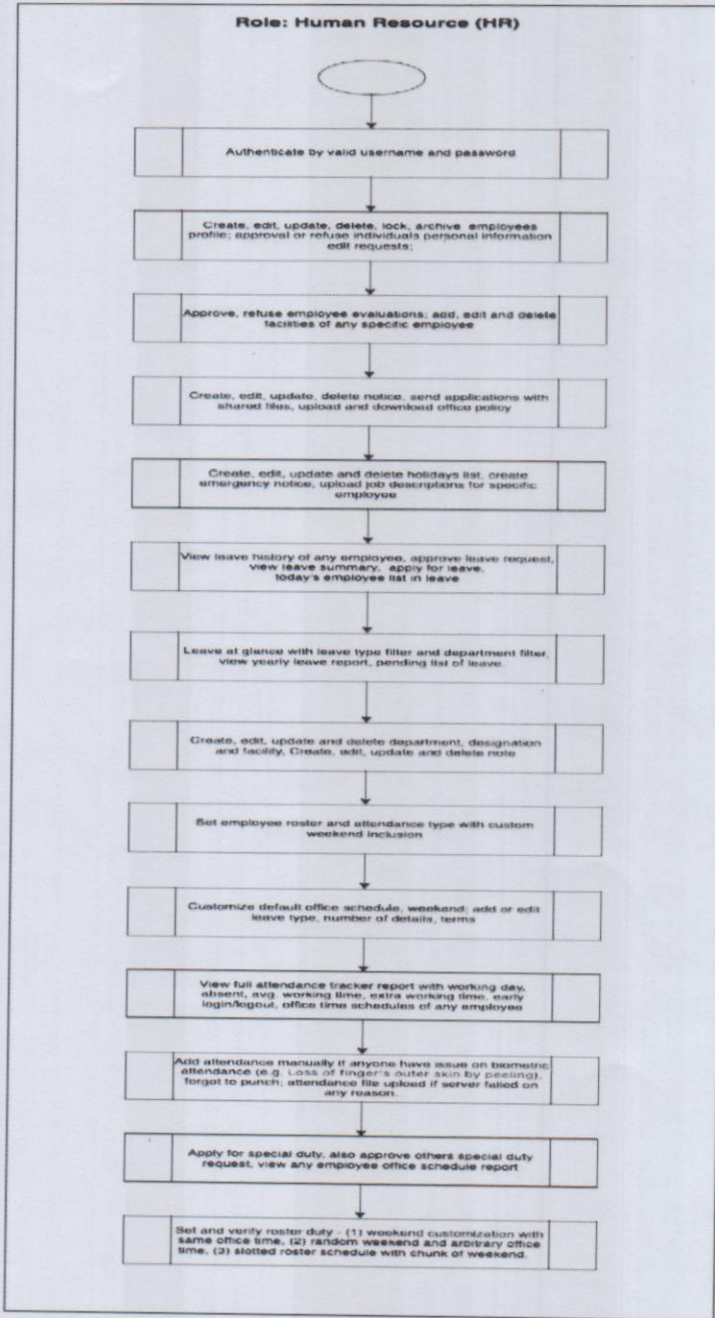 Role: Human Resource (HR)
Authenticate by valid username and password
Create, edit, update, delete, lock, archive employees
profile; approval or refuse individuals personal information
edit requests;
Approve, refuse employee evaluations; add, edit and delete
facilities of any specific employee
Create, edit, update, delete notice, send applications with
shared files, upload and download office policy
Create, edit, update and delete holidays list, create
emergency notice, upload job descriptions for specific
employee
View leave history of any employee, approve leave request,
view leave summary, apply for leave,
today's employee list in leave
Leave at glance with leave type filter and department filter,
view yearly leave report, pending list of leave.
Create, edit, update and delete department, designation
and facility, Create, edit, update and delete note
Set employee roster and attendance type with custom
weekend inclusion
Customize default office schedule, weekend; add or edit
leave type, number of details, terms
View full attendance tracker report with working day,
absent, avg. working time, extra working time, early
login/logout, office time schedules of any employee
Add attendance manually if anyone have issue on biometric
attendance (e.g. Loss of finger's outer skin by peeling),
forgot to punch; attendance file upload if server failed on
any reason.
Apply for special duty, also approve others special duty
request, view any employee office schedule report
Set and verify roster duty - (1) weekend customization with
same office time, (2) random weekend and arbitrary office
time, (3) slotted roster schedule with chunk of weekend.